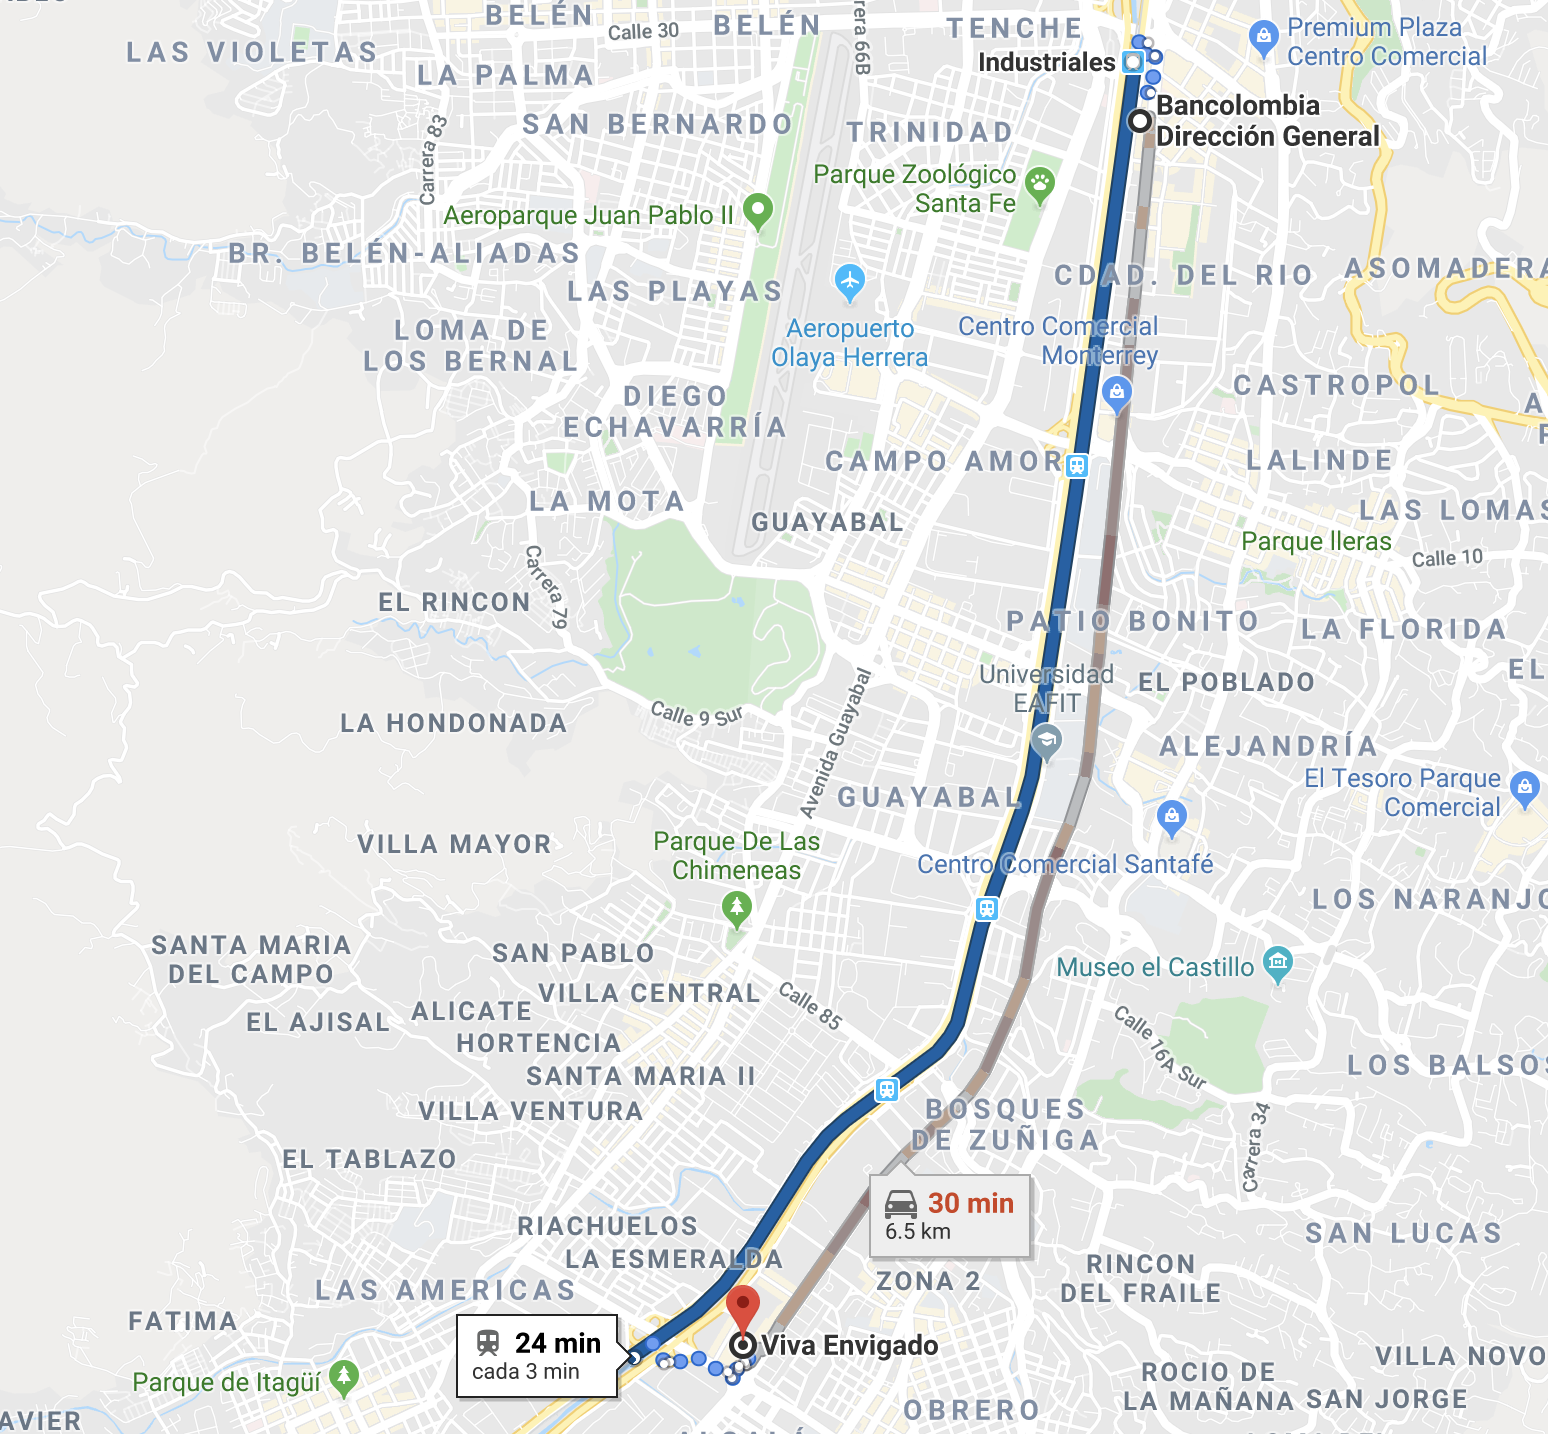 BELÉN
BELÉN
Calle 30
TENCHE
Premium Plaza
Centro Comercial
LAS VIOLETAS
LA PALMA
rera 66B
Industriales
Bancolombia
Dirección General
SAN BERNARDO
TRINIDAD
Carrera 83
Parque Zoológico
Santa Fe
Aeroparque Juan Pablo II
BR. BELÉN-ALIADAS
CDAD. DEL RIO
ASOMADERA
LAS PLAYAS
Aeropuerto
Olaya Herrera
Centro Comercial
Monterrey
LOMA DE
LOS BERNAL
DIEGO
ECHAVARRÍA
CASTROPOL
CAMPO AMOR
LALINDE
LA MOTA
GUAYABAL
LAS LOMAS
Parque lleras
Calle 10
Carrera 79
EL RINCON
PATIO BONITO
LA FLORIDA
Universidad
EAFIT
EL POBLADO
EL
LA HONDONADA
Calle 9 Sur
Avenida Guayabal
ALEJANDRÍA
El Tesoro Parque
Comercial
GUAYABAL
VILLA MAYOR
Parque De Las
Chimeneas
Centro Comercial Santafé
LOS NARANJO
SANTA MARIA
DEL CAMPO
SAN PABLO
Museo el Castillo
VILLA CENTRAL
Calle 85
ALICATE
EL AJISAL
HORTENCIA
Calle 16A Sur
SANTA MARIA II
LOS BALSOS
VILLA VENTURA
BOSQUES
DE ZUÑIGA
Carrera 34
EL TABLAZO
30 min
6.5 km
RIACHUELOS
SAN LUCAS
LA ESMERALDA
RINCON
DEL FRAILE
ZONA 2
LAS AMERICAS
FATIMA
24 min
cada 3 min
Viva Envigado
VILLA NOVO
Parque de Itagüí
ROCIO DE
LA MAÑANA
SAN JORGE
AVIER
OBRERO